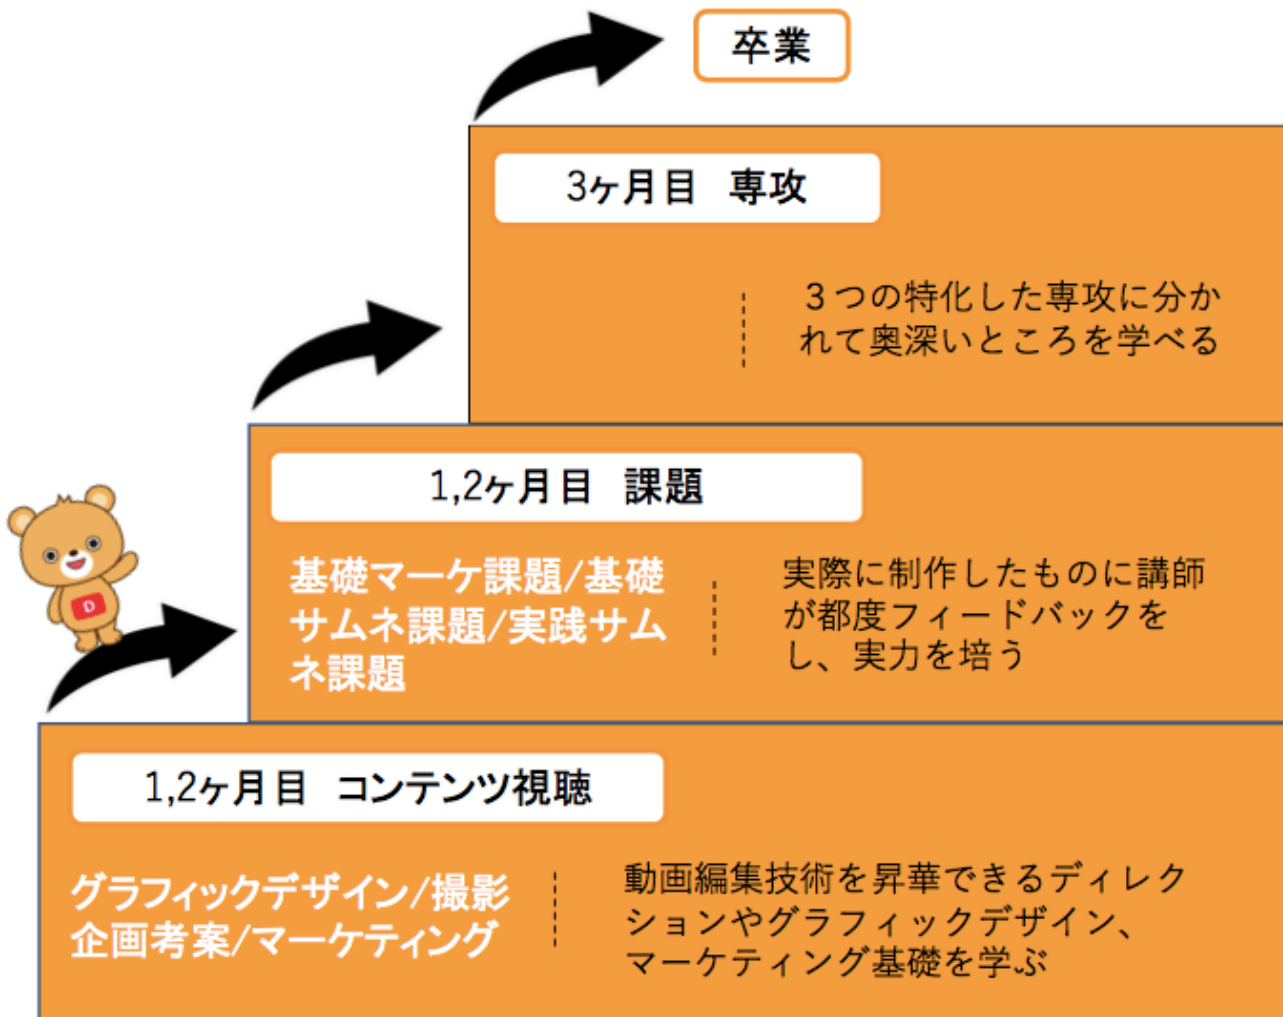 卒業
3ヶ月目 専攻
３つの特化した専攻に分か
れて奥深いところを学べる
1,2ヶ月目 課題
基礎マーケ課題/基礎
サムネ課題/実践サム
ネ課題
実際に制作したものに講師
が都度フィードバックを
し、実力を培う
D
1,2ヶ月目 コンテンツ視聴
グラフィックデザイン/撮影
企画考案/マーケティング
動画編集技術を昇華できるディレク
ションやグラフィックデザイン、
マーケティング基礎を学ぶ